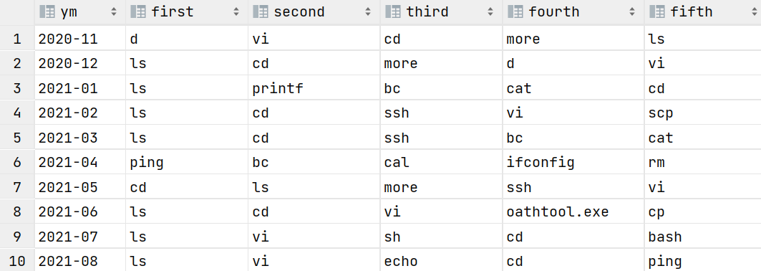 ym first second third fourth fifth
1 2020-11 d vi cd more ls
2 2020-12 ls cd more d vi
3 2021-01 ls printf bc cat cd
4 2021-02 ls cd ssh vi scp
5 2021-03 ls cd ssh bc cat
6 2021-04 ping bc cal ifconfig rm
7 2021-05 cd ls more ssh vi
8 2021-06 ls cd vi oathtool.exe cp
9 2021-07 ls vi sh cd bash
10 2021-08 ls vi echo cd ping